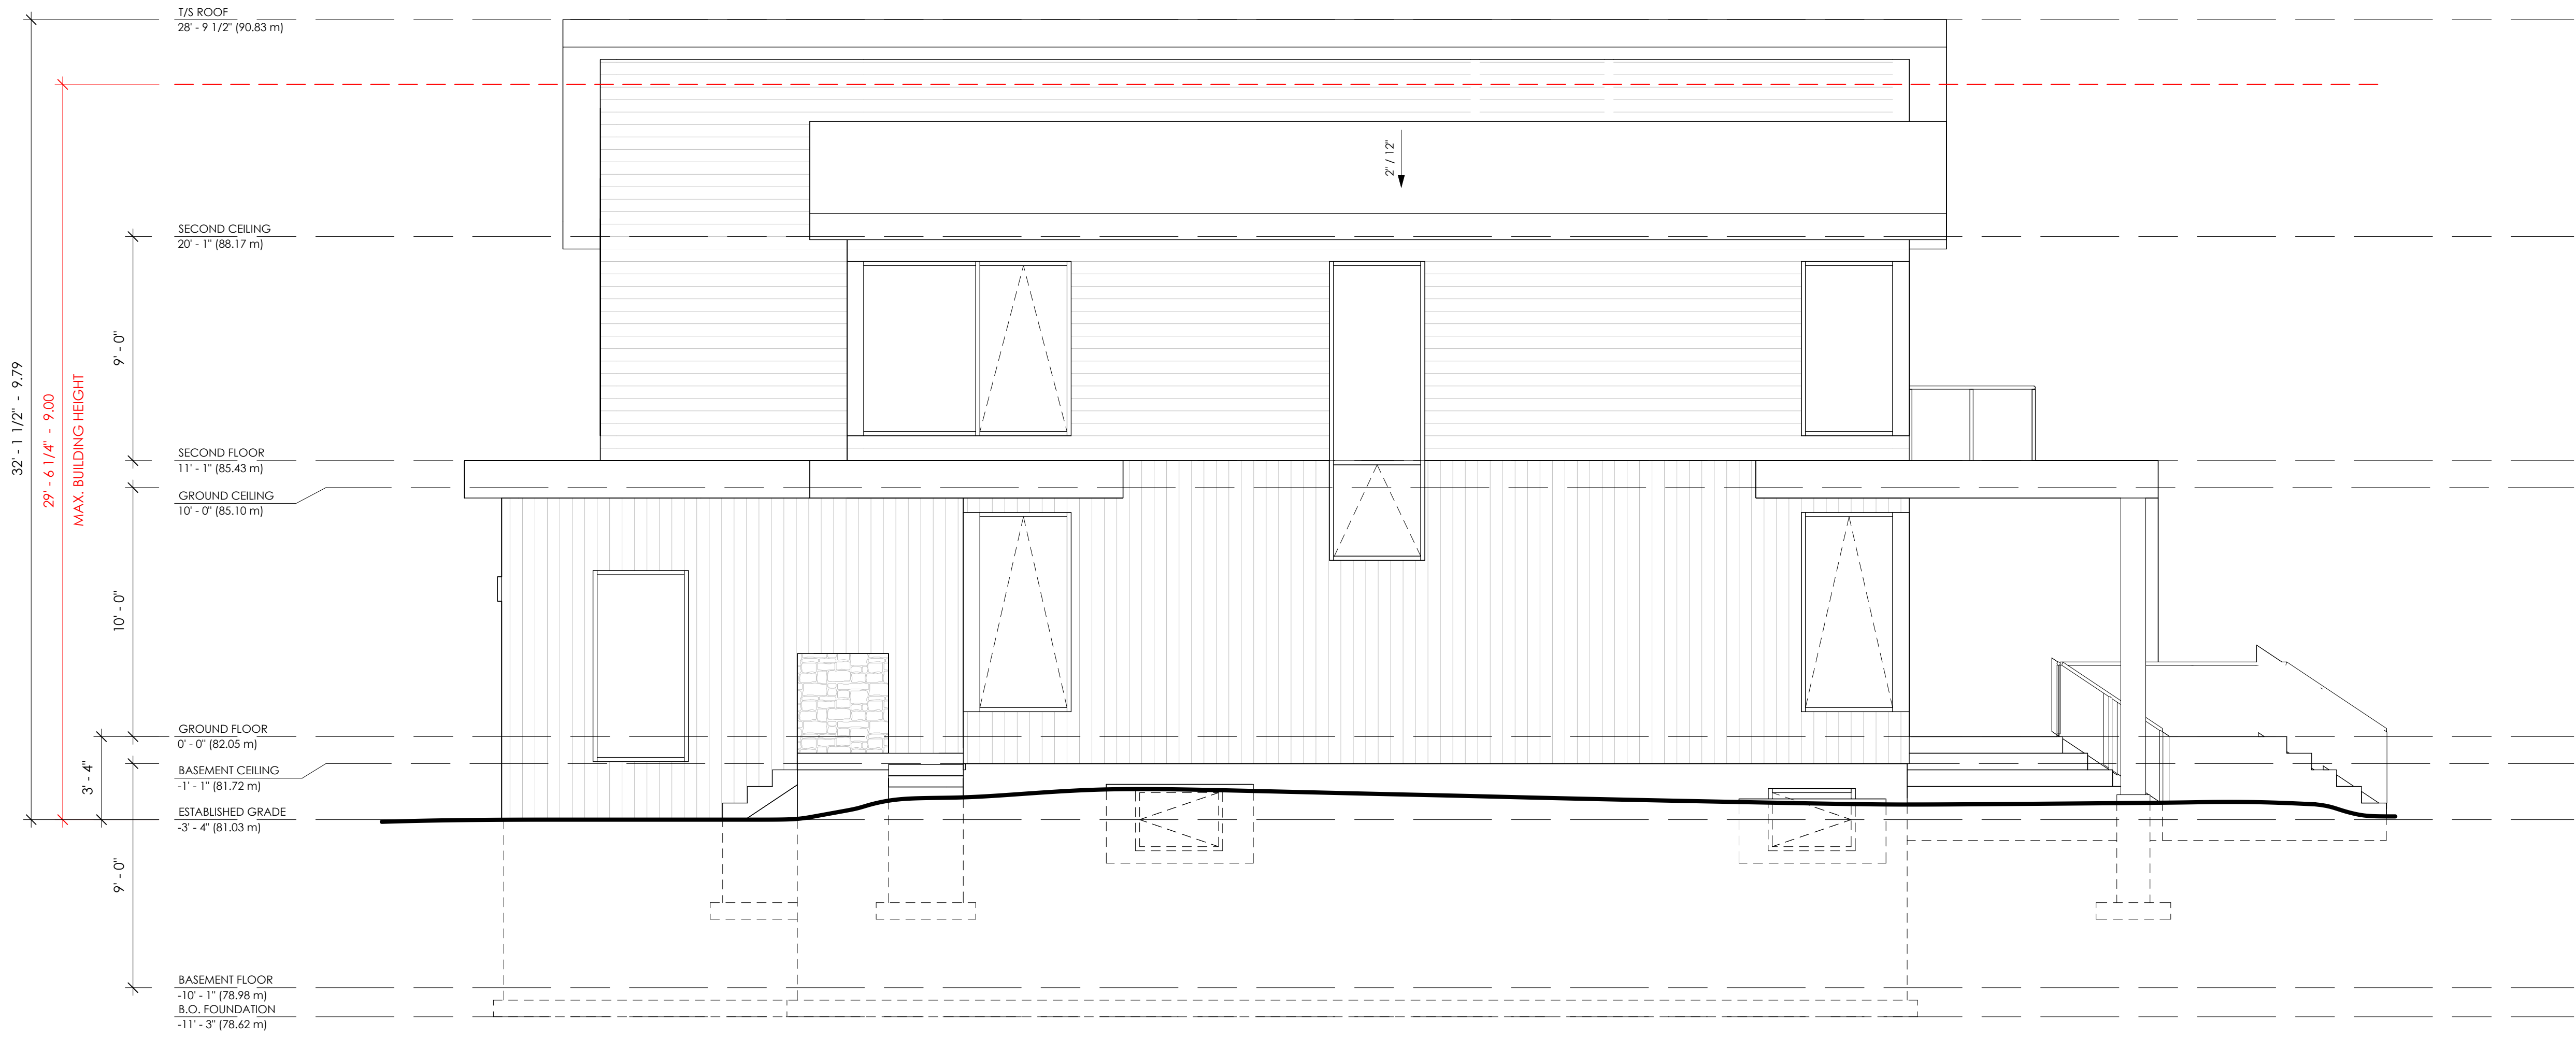 T/S ROOF
28' - 9 1/2" (90.83 m)
2" / 12"
SECOND CEILING
20' - 1" (88.17 m)
9' - 0"
32' - 1 1/2" - 9.79
29' - 6 1/4" - 9.00
MAX. BUILDING HEIGHT
SECOND FLOOR
11' - 1" (85.43 m)
GROUND CEILING
10' - 0" (85.10 m)
10' - 0"
GROUND FLOOR
0' - 0" (82.05 m)
3' - 4"
BASEMENT CEILING
-1' - 1" (81.72 m)
ESTABLISHED GRADE
-3' - 4" (81.03 m)
9' - 0"
BASEMENT FLOOR
-10' - 1" (78.98 m)
B.O. FOUNDATION
-11' - 3" (78.62 m)